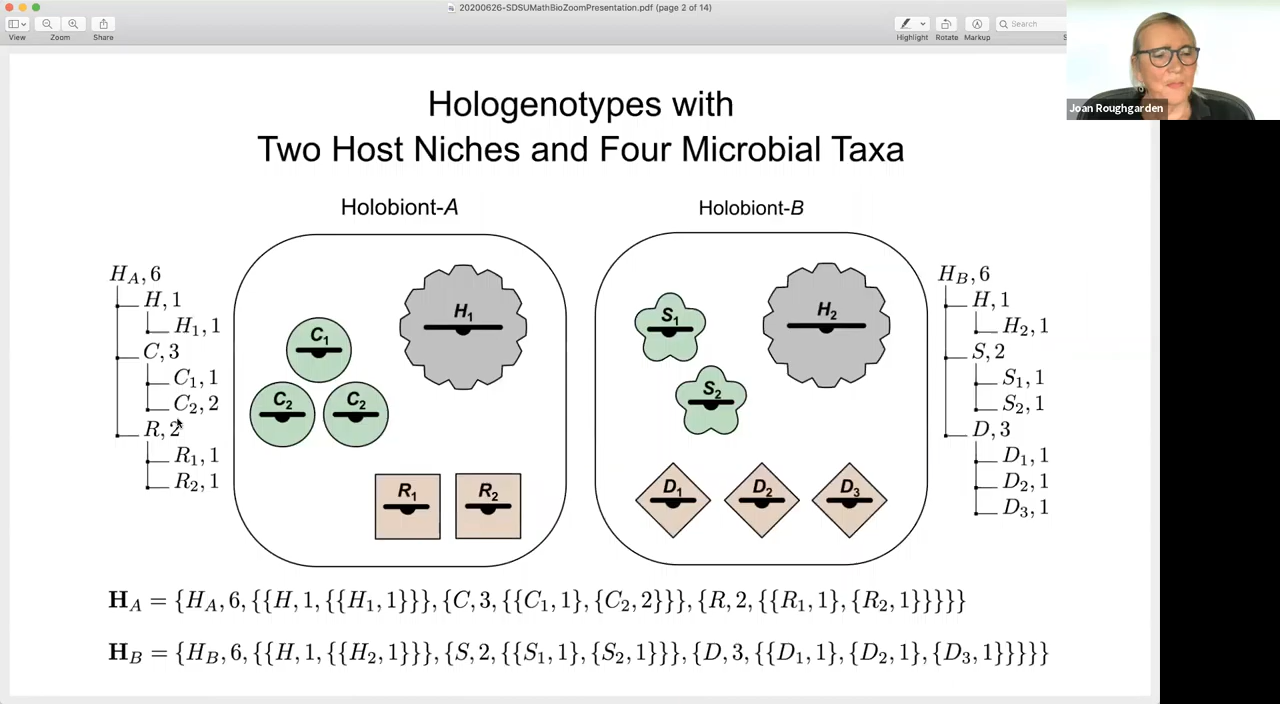 20200626-SDSUMathBioZoomPresentation.pdf (page 2 of 14)
View Zoom Share Highlight Rotate Markup Search
Joan Roughgarden
Hologenotypes with
Two Host Niches and Four Microbial Taxa
Holobiont-A
Holobiont-B
H_A, 6
H, 1
H_1, 1
C, 3
C_1, 1
C_2, 2
R, 2
R_1, 1
R_2, 1
H_1
C_1
C_2 C_2
R_1 R_2
S_1
H_2
S_2
D_1 D_2 D_3
H_B, 6
H, 1
H_2, 1
S, 2
S_1, 1
S_2, 1
D, 3
D_1, 1
D_2, 1
D_3, 1
H_A = {H_A, 6, {{H, 1, {{H_1, 1}}}, {C, 3, {{C_1, 1}, {C_2, 2}}}, {R, 2, {{R_1, 1}, {R_2, 1}}}}}
H_B = {H_B, 6, {{H, 1, {{H_2, 1}}}, {S, 2, {{S_1, 1}, {S_2, 1}}}, {D, 3, {{D_1, 1}, {D_2, 1}, {D_3, 1}}}}}